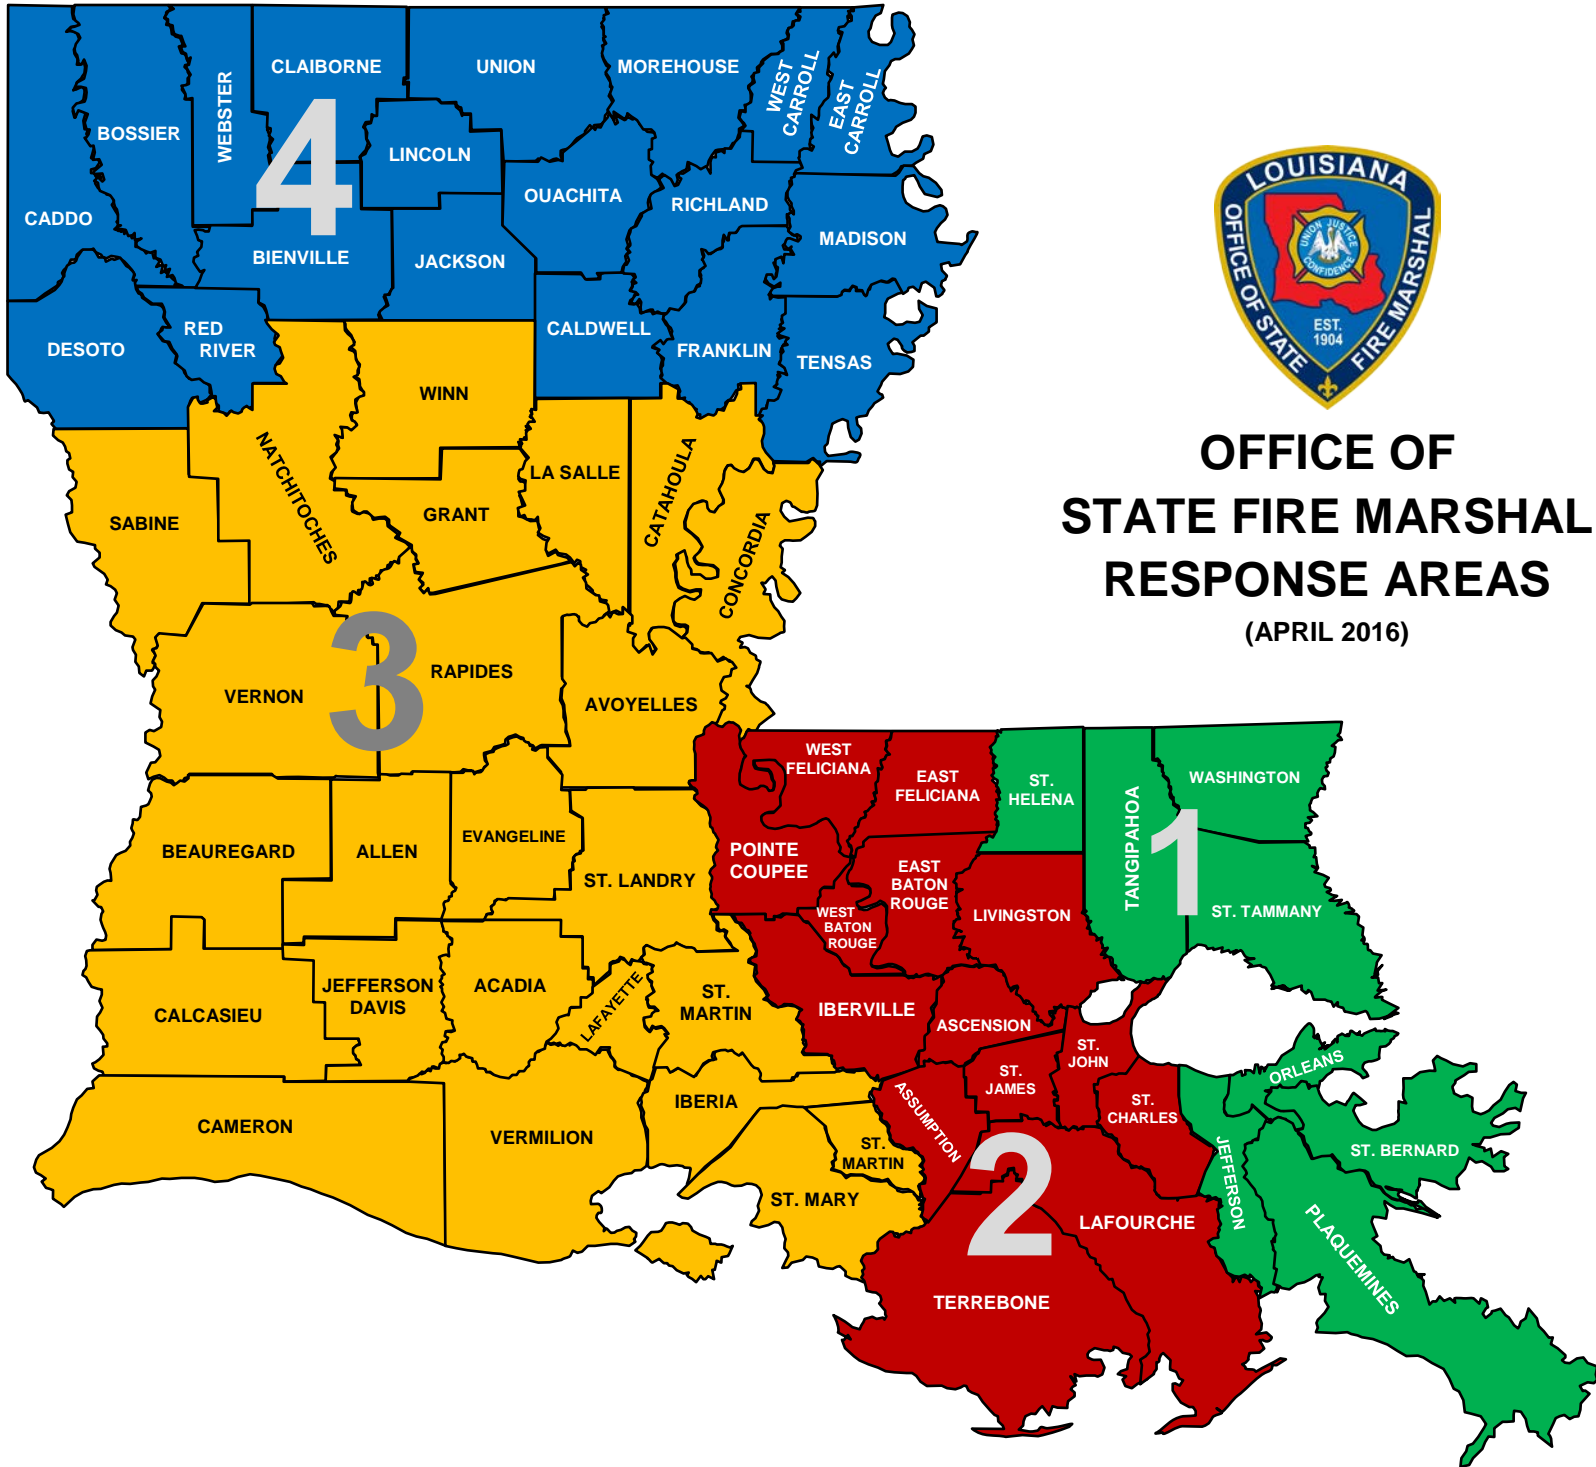 CLAIBORNE
UNION
MOREHOUSE
WEST
CARROLL
EAST
CARROLL
WEBSTER
BOSSIER
4
LINCOLN
OUACHITA
RICHLAND
CADDO
MADISON
BIENVILLE
JACKSON
RED
RIVER
CALDWELL
FRANKLIN
DESOTO
TENSAS
LOUISIANA
OFFICE OF STATE
FIRE MARSHAL
UNION JUSTICE
CONFIDENCE
EST.
1904
OFFICE OF
STATE FIRE MARSHAL
RESPONSE AREAS
(APRIL 2016)
WINN
NATCHITOCHES
LA SALLE
CATAHOULA
SABINE
GRANT
CONCORDIA
3
RAPIDES
VERNON
AVOYELLES
BEAUREGARD
ALLEN
EVANGELINE
ST. LANDRY
CALCASIEU
JEFFERSON
DAVIS
ACADIA
LAFAYETTE
ST.
MARTIN
CAMERON
VERMILION
IBERIA
ST.
MARTIN
ST. MARY
WEST
FELICIANA
EAST
FELICIANA
POINTE
COUPEE
EAST
BATON
ROUGE
WEST
BATON
ROUGE
LIVINGSTON
IBERVILLE
ASCENSION
ST.
JOHN
ST.
JAMES
ASSUMPTION
ST.
CHARLES
2
LAFOURCHE
TERREBONE
ST.
HELENA
TANGIPAHOA
WASHINGTON
1
ST. TAMMANY
ORLEANS
JEFFERSON
ST. BERNARD
PLAQUEMINES